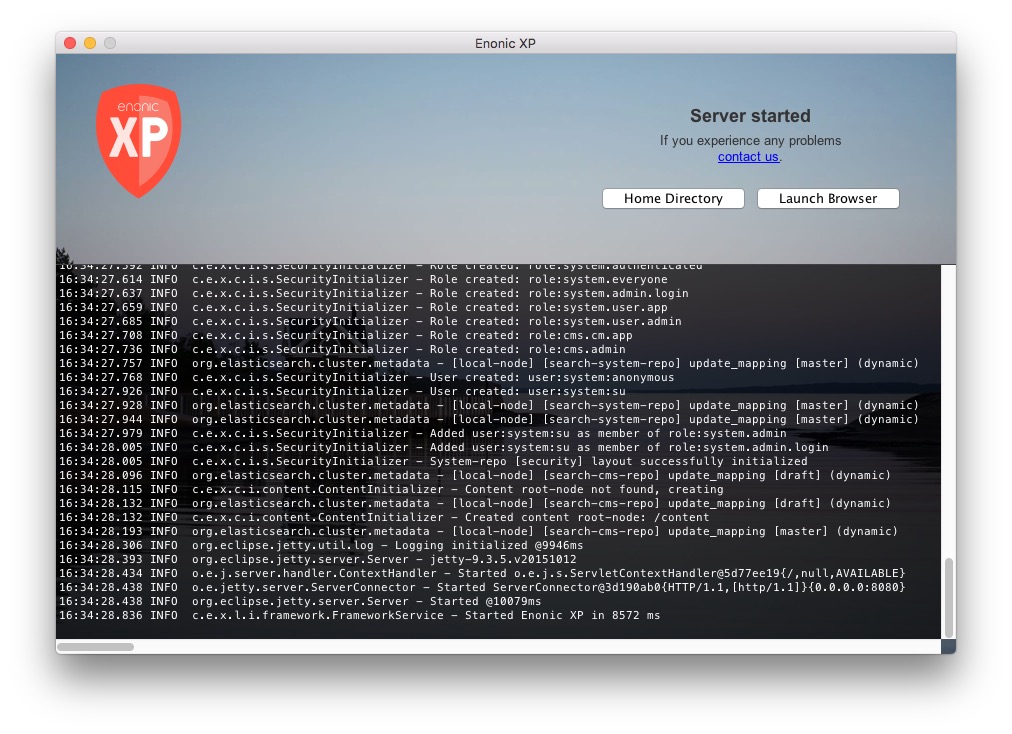 Enonic XP
enonic
XP
Server started
If you experience any problems
contact us.
Home Directory
Launch Browser
16:34:27.592 INFO c.e.x.c.i.s.SecurityInitializer - Role created: role:system.authenticated
16:34:27.614 INFO c.e.x.c.i.s.SecurityInitializer - Role created: role:system.everyone
16:34:27.637 INFO c.e.x.c.i.s.SecurityInitializer - Role created: role:system.admin.login
16:34:27.659 INFO c.e.x.c.i.s.SecurityInitializer - Role created: role:system.user.app
16:34:27.685 INFO c.e.x.c.i.s.SecurityInitializer - Role created: role:system.user.admin
16:34:27.708 INFO c.e.x.c.i.s.SecurityInitializer - Role created: role:cms.cm.app
16:34:27.736 INFO c.e.x.c.i.s.SecurityInitializer - Role created: role:cms.admin
16:34:27.757 INFO org.elasticsearch.cluster.metadata - [local-node] [search-system-repo] update_mapping [master] (dynamic)
16:34:27.768 INFO c.e.x.c.i.s.SecurityInitializer - User created: user:system:anonymous
16:34:27.926 INFO c.e.x.c.i.s.SecurityInitializer - User created: user:system:su
16:34:27.928 INFO org.elasticsearch.cluster.metadata - [local-node] [search-system-repo] update_mapping [master] (dynamic)
16:34:27.944 INFO org.elasticsearch.cluster.metadata - [local-node] [search-system-repo] update_mapping [master] (dynamic)
16:34:27.979 INFO c.e.x.c.i.s.SecurityInitializer - Added user:system:su as member of role:system.admin
16:34:28.005 INFO c.e.x.c.i.s.SecurityInitializer - Added user:system:su as member of role:system.admin.login
16:34:28.005 INFO c.e.x.c.i.s.SecurityInitializer - System-repo [security] layout successfully initialized
16:34:28.096 INFO org.elasticsearch.cluster.metadata - [local-node] [search-cms-repo] update_mapping [draft] (dynamic)
16:34:28.115 INFO c.e.x.c.i.content.ContentInitializer - Content root-node not found, creating
16:34:28.132 INFO org.elasticsearch.cluster.metadata - [local-node] [search-cms-repo] update_mapping [draft] (dynamic)
16:34:28.132 INFO c.e.x.c.i.content.ContentInitializer - Created content root-node: /content
16:34:28.193 INFO org.elasticsearch.cluster.metadata - [local-node] [search-cms-repo] update_mapping [master] (dynamic)
16:34:28.306 INFO org.eclipse.jetty.util.log - Logging initialized @9946ms
16:34:28.393 INFO org.eclipse.jetty.server.Server - jetty-9.3.5.v20151012
16:34:28.434 INFO o.e.j.server.handler.ContextHandler - Started o.e.j.s.ServletContextHandler@5d77ee19{/,null,AVAILABLE}
16:34:28.438 INFO o.e.jetty.server.ServerConnector - Started ServerConnector@3d190ab0{HTTP/1.1,[http/1.1]}{0.0.0.0:8080}
16:34:28.438 INFO org.eclipse.jetty.server.Server - Started @10079ms
16:34:28.836 INFO c.e.x.l.i.framework.FrameworkService - Started Enonic XP in 8572 ms